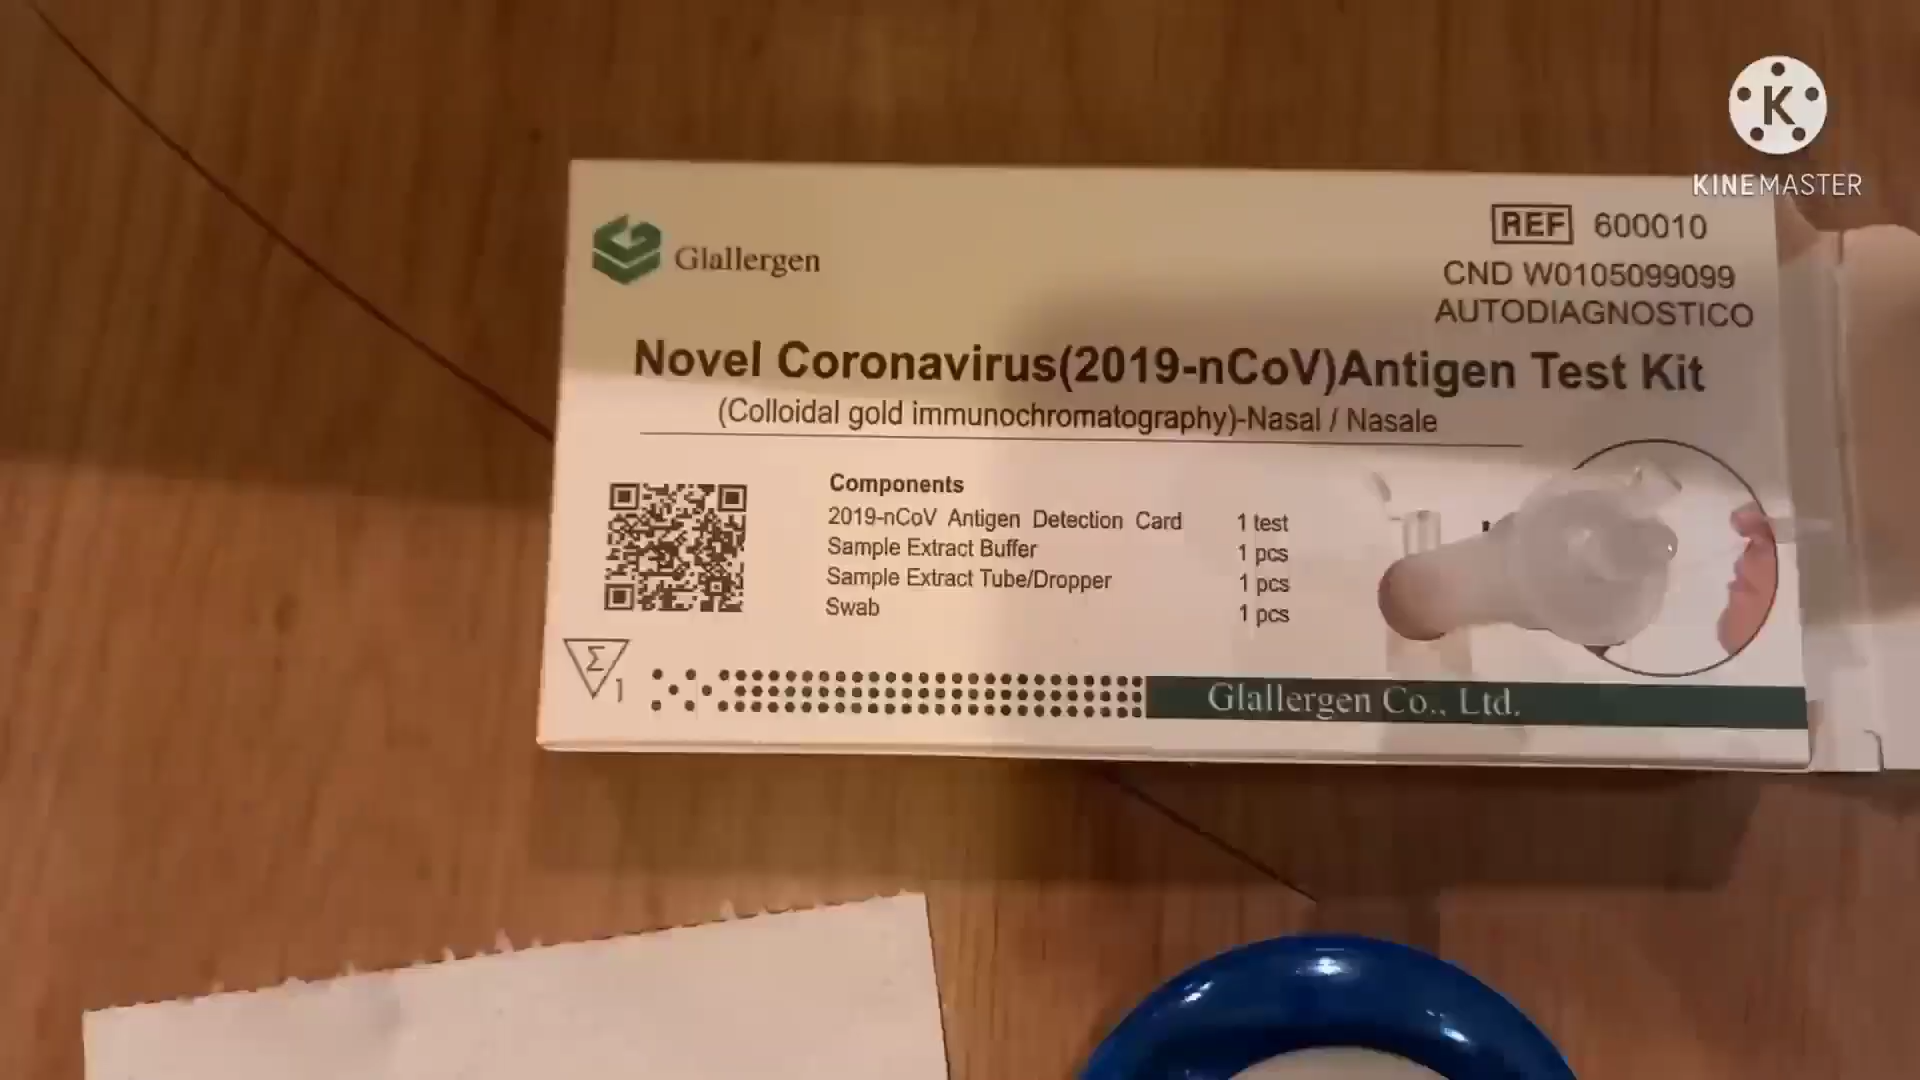 K
KINEMASTER
Glallergen
REF 600010
CND W0105099099
AUTODIAGNOSTICO
Novel Coronavirus(2019-nCoV)Antigen Test Kit
(Colloidal gold immunochromatography)-Nasal / Nasale
Components
2019-nCoV Antigen Detection Card 1 test
Sample Extract Buffer 1 pcs
Sample Extract Tube/Dropper 1 pcs
Swab 1 pcs
Σ 1
Glallergen Co., Ltd.